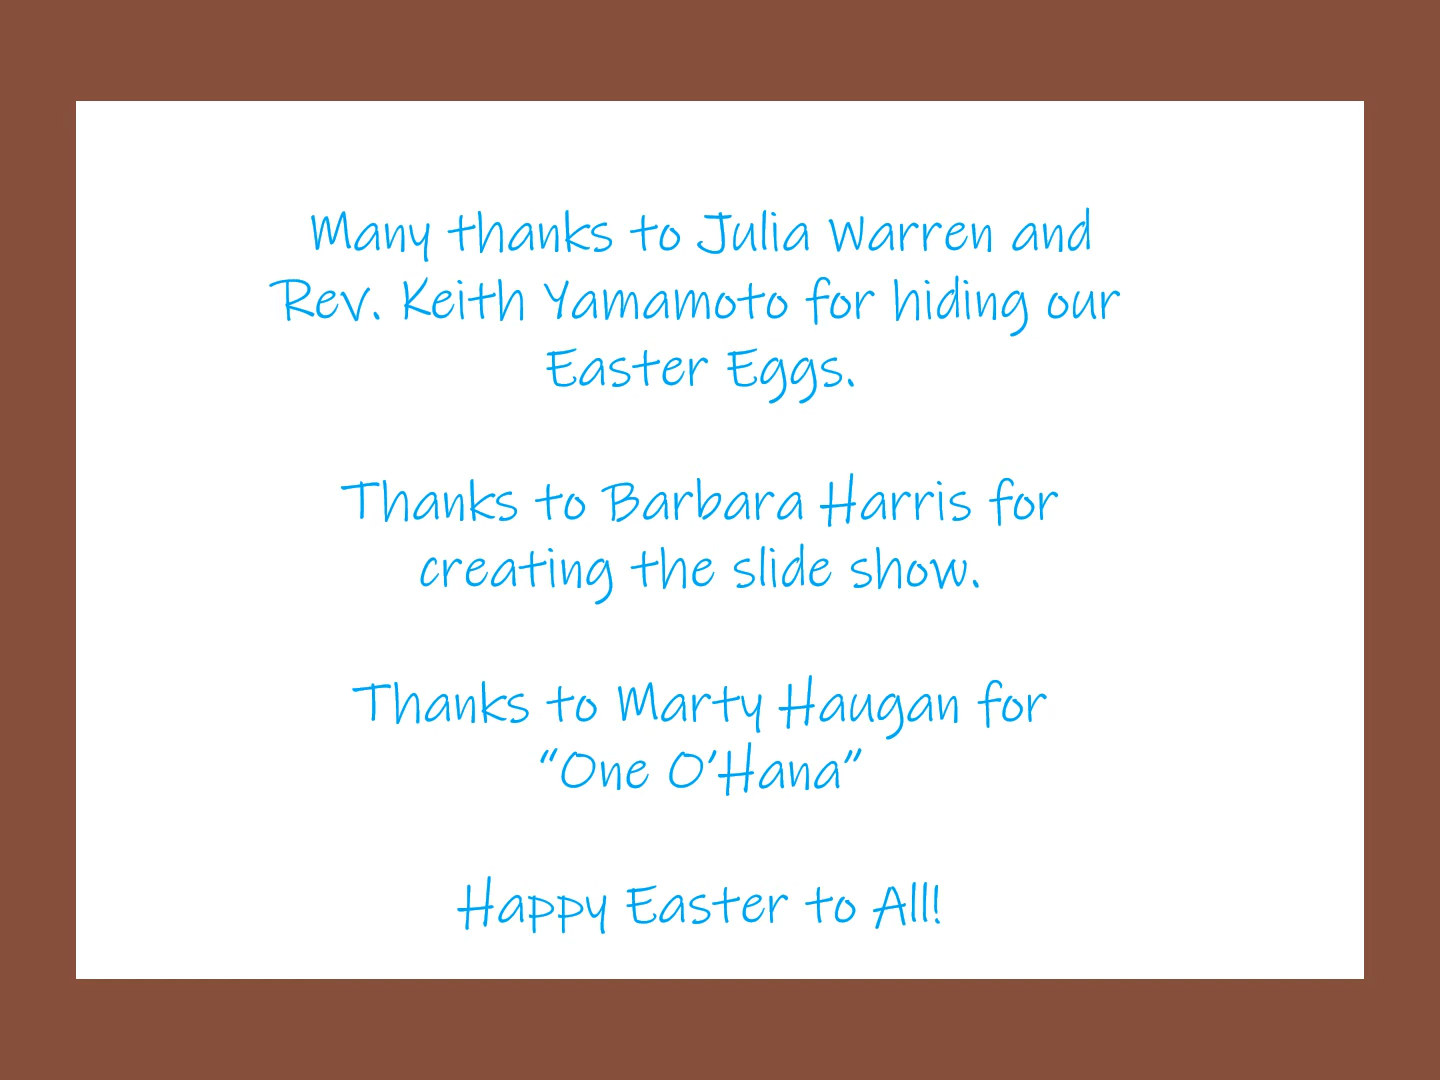 Many thanks to Julia Warren and
Rev. Keith Yamamoto for hiding our
Easter Eggs.
Thanks to Barbara Harris for
creating the slide show.
Thanks to Marty Haugan for
“One O’Hana”
Happy Easter to All!